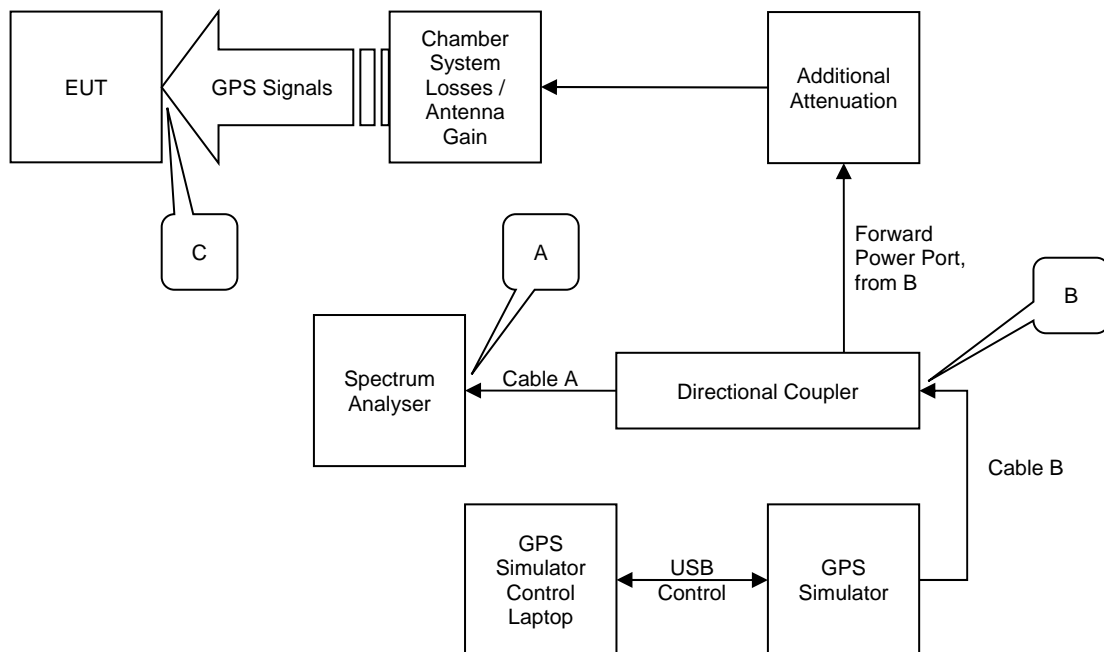 EUT
GPS Signals
Chamber
System
Losses /
Antenna
Gain
Additional
Attenuation
C
A
Forward
Power Port,
from B
B
Spectrum
Analyser
Cable A
Directional Coupler
Cable B
GPS
Simulator
Control
Laptop
USB
Control
GPS
Simulator